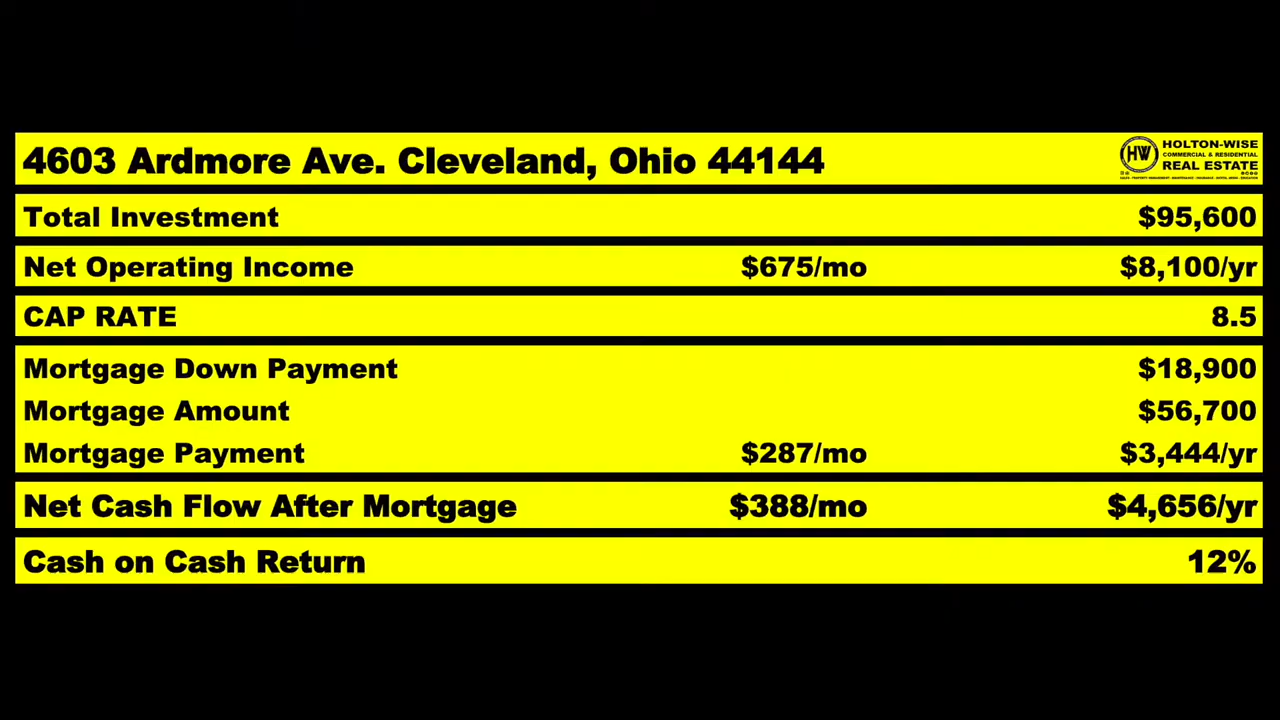 4603 Ardmore Ave. Cleveland, Ohio 44144
HW
HOLTON-WISE
COMMERCIAL & RESIDENTIAL
REAL ESTATE
Total Investment $95,600
Net Operating Income $675/mo $8,100/yr
CAP RATE 8.5
Mortgage Down Payment $18,900
Mortgage Amount $56,700
Mortgage Payment $287/mo $3,444/yr
Net Cash Flow After Mortgage $388/mo $4,656/yr
Cash on Cash Return 12%